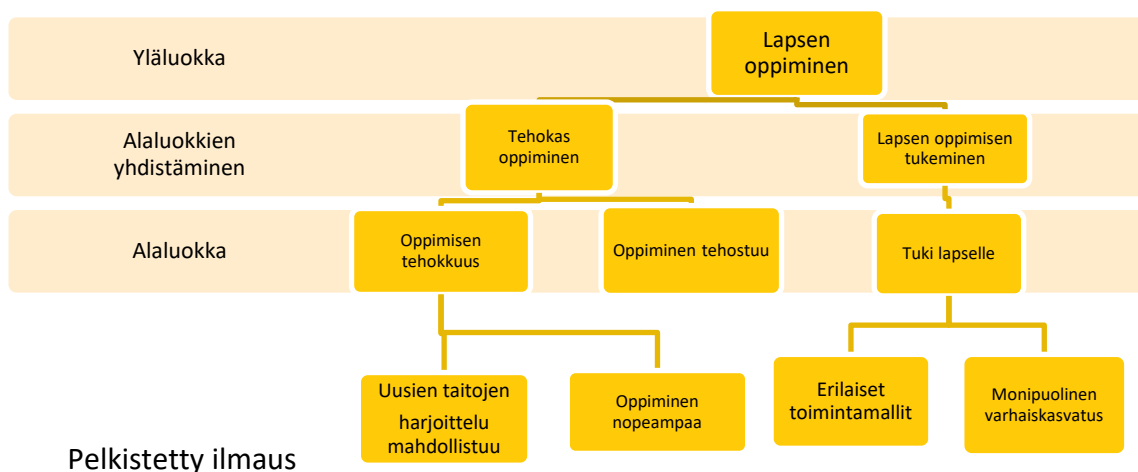 Yläluokka
Lapsen
oppiminen
Alaluokkien
yhdistäminen
Tehokas
oppiminen
Lapsen oppimisen
tukeminen
Alaluokka
Oppimisen
tehokkuus
Oppiminen tehostuu
Tuki lapselle
Uusien taitojen
harjoittelu
mahdollistuu
Oppiminen
nopeampaa
Erilaiset
toimintamallit
Monipuolinen
varhaiskasvatus
Pelkistetty ilmaus